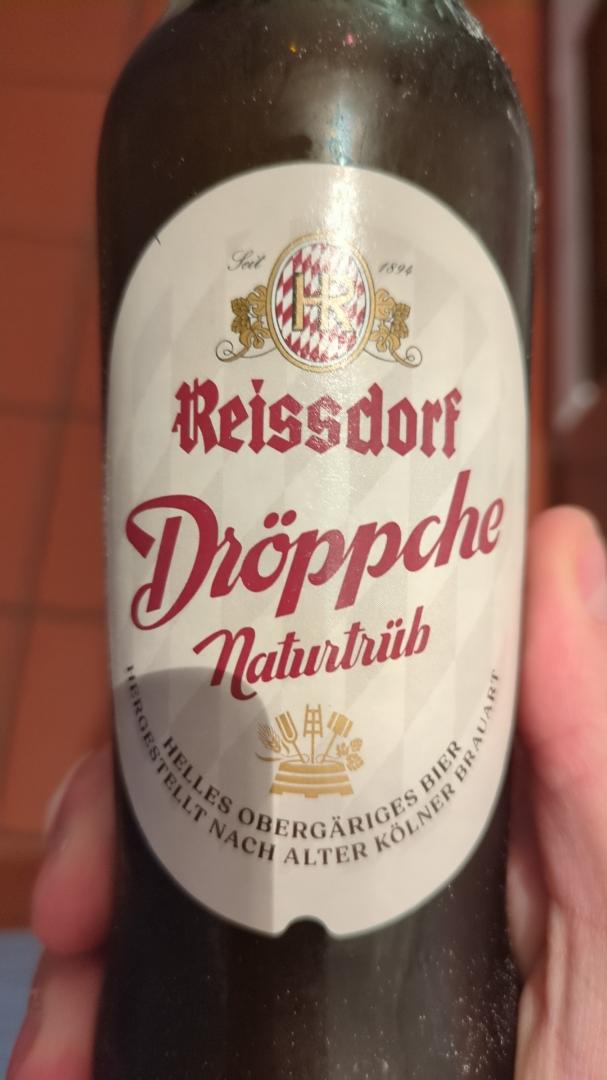 Seit 1894
HR
Reissdorf
Dröppche
Naturtrüb
HELLES OBERGÄRIGES BIER
HERGESTELLT NACH ALTER KÖLNER BRAUART